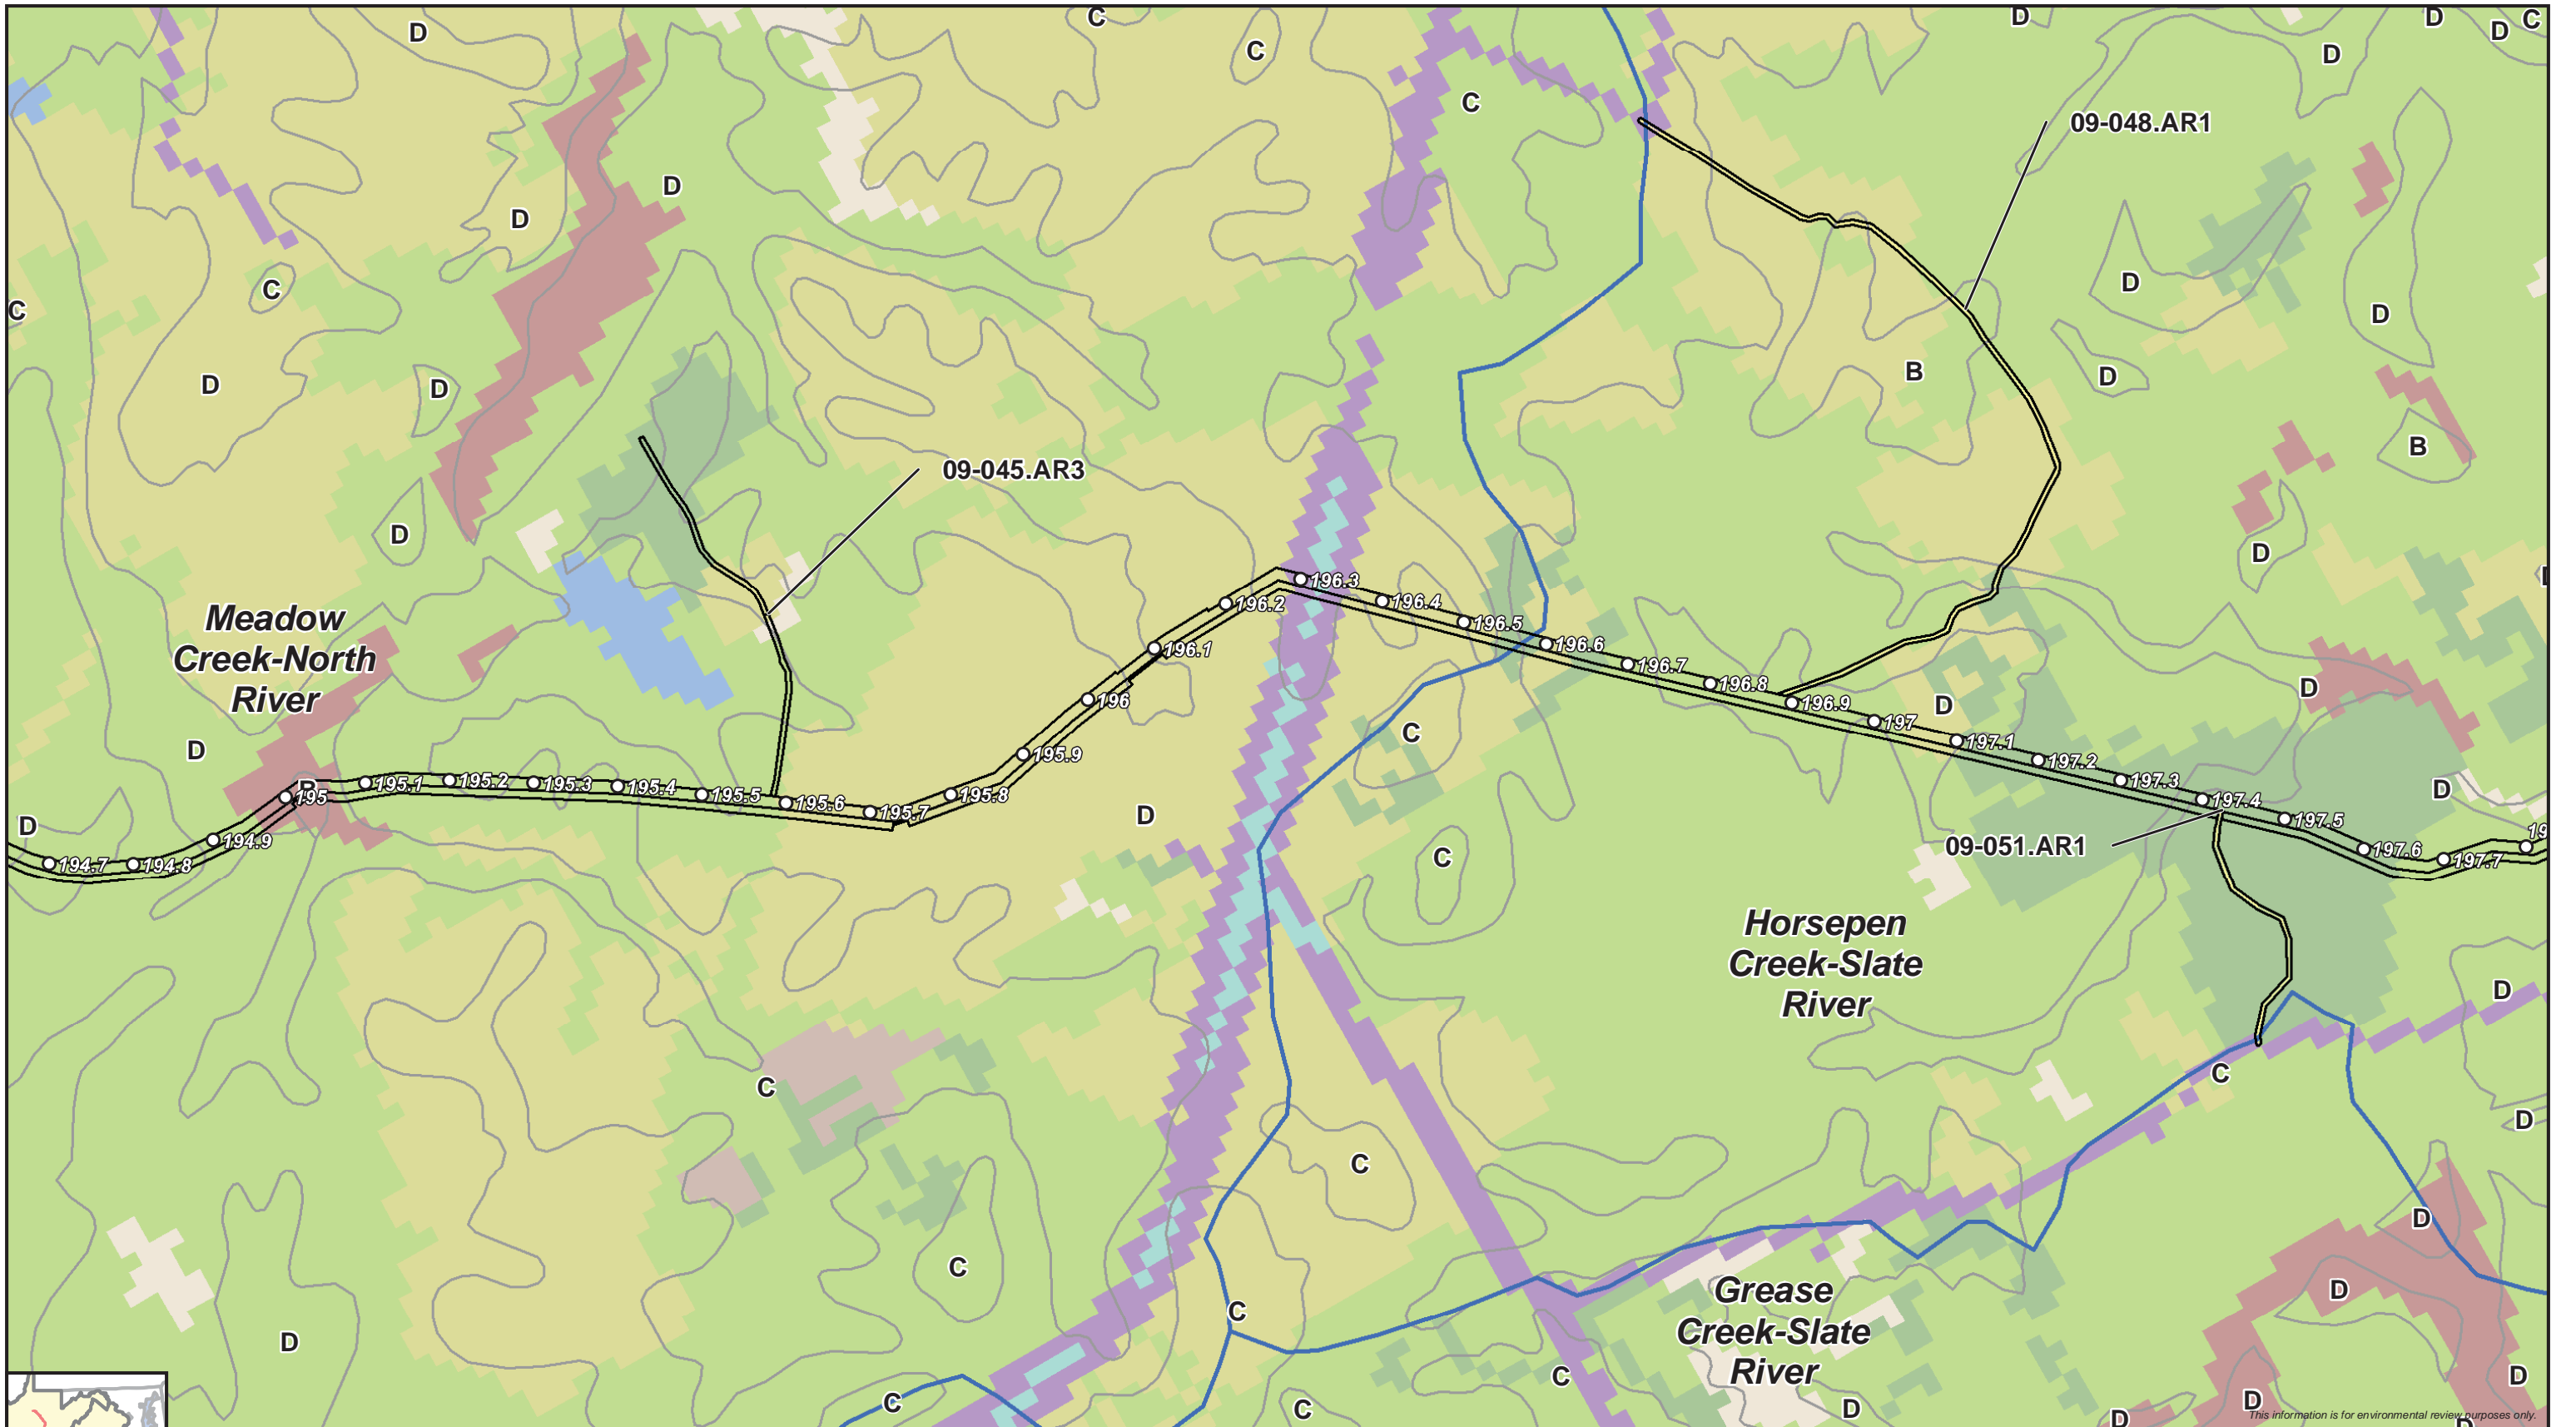 D
C
C
D
D
D
C
D
C
09-048.AR1
D
D
C
C
D
D
B
D
D
D
B
09-045.AR3
D
D
Meadow
Creek-North
River
196.3
196.4
196.2
196.5
196.6
196.1
196.7
196.8
D
196.9
D
196
197
C
197.1
D
195.9
197.2
197.3
D
195
195.1
195.2
195.3
195.4
195.5
195.6
195.7
195.8
D
197.4
197.5
D
194.9
09-051.AR1
197.6
197.7
194.7
194.8
C
Horsepen
Creek-Slate
River
D
C
C
D
C
C
D
D
C
D
Grease
Creek-Slate
River
C
D
C
C
D
D
D
D
This information is for environmental review purposes only.